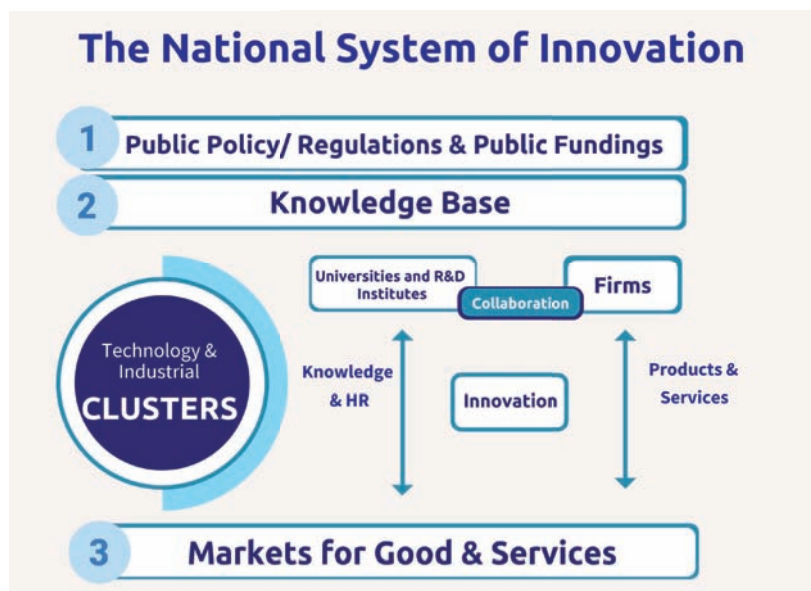 The National System of Innovation
1
Public Policy/ Regulations & Public Fundings
2
Knowledge Base
Universities and R&D
Institutes
Collaboration
Firms
Technology &
Industrial
CLUSTERS
Knowledge
& HR
Innovation
Products &
Services
3
Markets for Good & Services